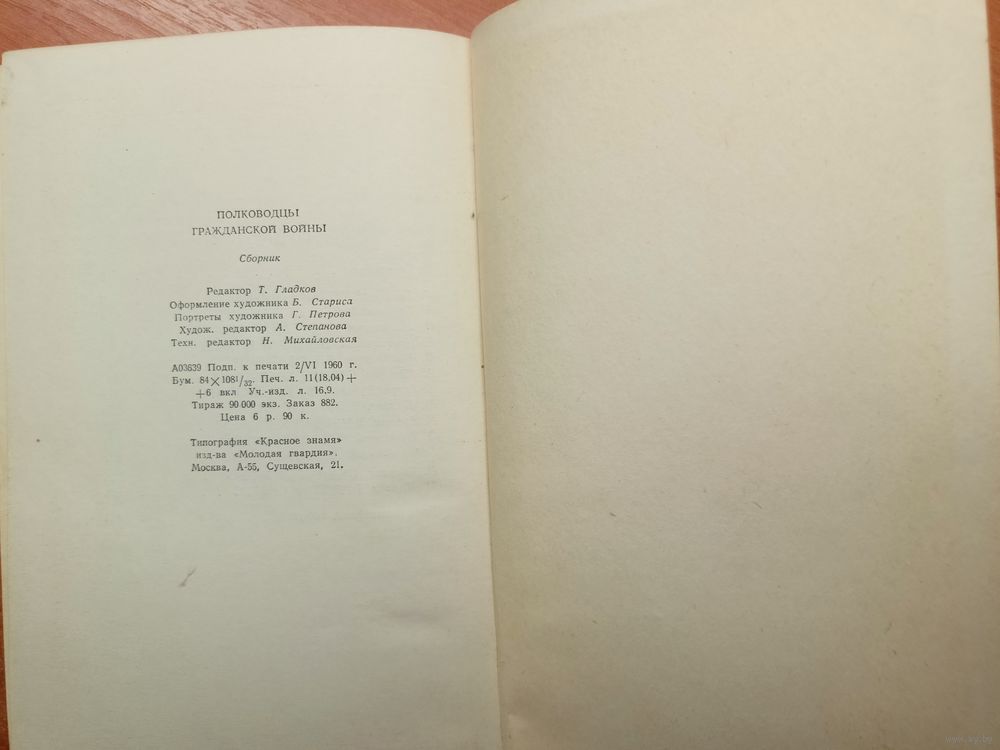 ПОЛКОВОДЦЫ
ГРАЖДАНСКОЙ ВОЙНЫ
Сборник
Редактор Т. Гладков
Оформление художника Б. Стариса
Портреты художника Г. Петрова
Худож. редактор А. Степанова
Техн. редактор Н. Михайловская
А03639 Подп. к печати 2/VI 1960 г.
Бум. 84×108 1/32. Печ. л. 11(18,04)+
+6 вкл Уч.-изд. л. 16.9.
Тираж 90 000 экз. Заказ 882.
Цена 6 р. 90 к.
Типография «Красное знамя»
изд-ва «Молодая гвардия».
Москва, А-55, Сущевская, 21.